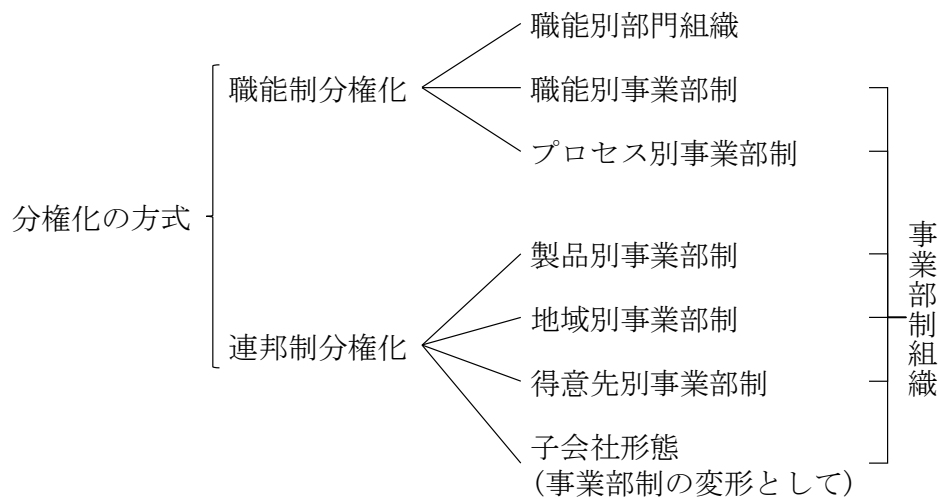 分権化の方式
職能制分権化
職能別部門組織
職能別事業部制
プロセス別事業部制
連邦制分権化
製品別事業部制
地域別事業部制
得意先別事業部制
子会社形態
(事業部制の変形として)
事業部制組織